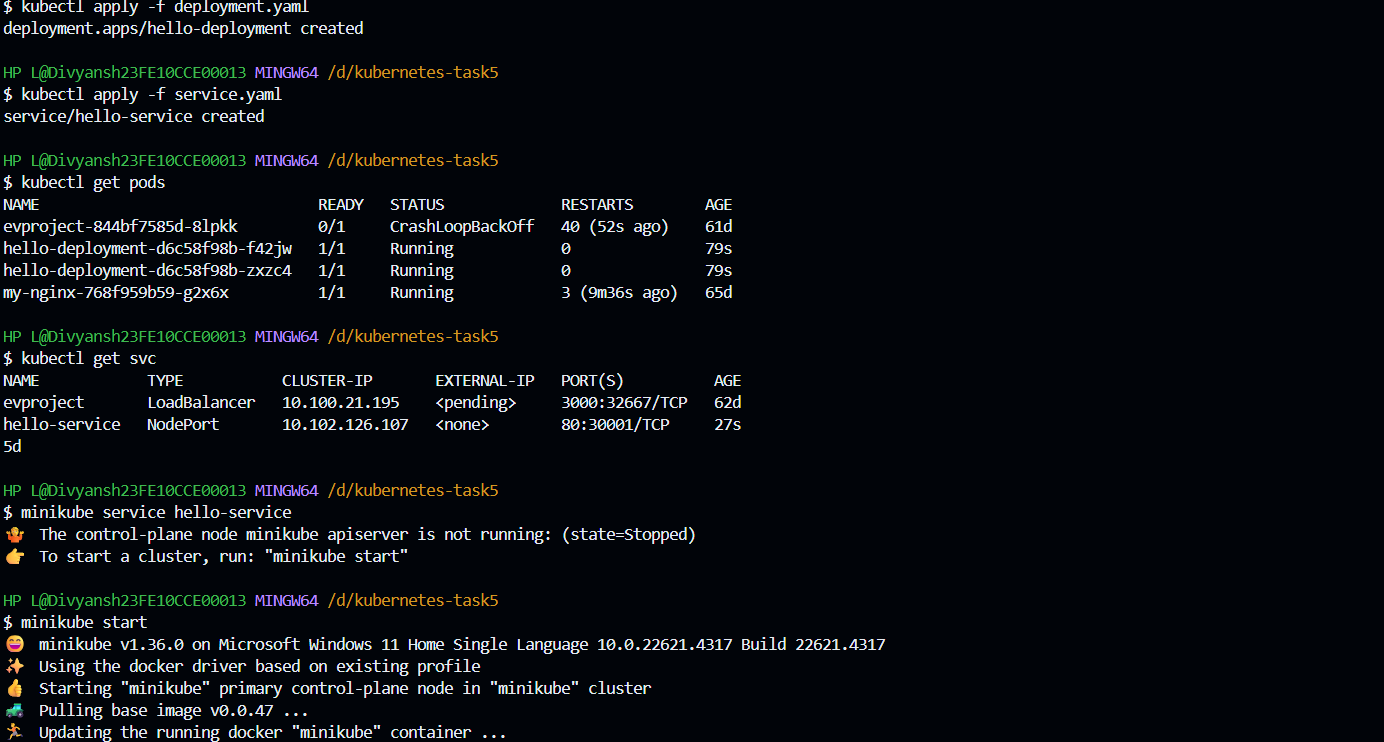 $ kubectl apply -f deployment.yaml
deployment.apps/hello-deployment created
HP L@Divyansh23FE10CCE00013 MINGW64 /d/kubernetes-task5
$ kubectl apply -f service.yaml
service/hello-service created
HP L@Divyansh23FE10CCE00013 MINGW64 /d/kubernetes-task5
$ kubectl get pods
NAME READY STATUS RESTARTS AGE
evproject-844bf7585d-8lpkk 0/1 CrashLoopBackOff 40 (52s ago) 61d
hello-deployment-d6c58f98b-f42jw 1/1 Running 0 79s
hello-deployment-d6c58f98b-zxzc4 1/1 Running 0 79s
my-nginx-768f959b59-g2x6x 1/1 Running 3 (9m36s ago) 65d
HP L@Divyansh23FE10CCE00013 MINGW64 /d/kubernetes-task5
$ kubectl get svc
NAME TYPE CLUSTER-IP EXTERNAL-IP PORT(S) AGE
evproject LoadBalancer 10.100.21.195 <pending> 3000:32667/TCP 62d
hello-service NodePort 10.102.126.107 <none> 80:30001/TCP 27s
5d
HP L@Divyansh23FE10CCE00013 MINGW64 /d/kubernetes-task5
$ minikube service hello-service
The control-plane node minikube apiserver is not running: (state=Stopped)
To start a cluster, run: "minikube start"
HP L@Divyansh23FE10CCE00013 MINGW64 /d/kubernetes-task5
$ minikube start
minikube v1.36.0 on Microsoft Windows 11 Home Single Language 10.0.22621.4317 Build 22621.4317
Using the docker driver based on existing profile
Starting "minikube" primary control-plane node in "minikube" cluster
Pulling base image v0.0.47 ...
Updating the running docker "minikube" container ...